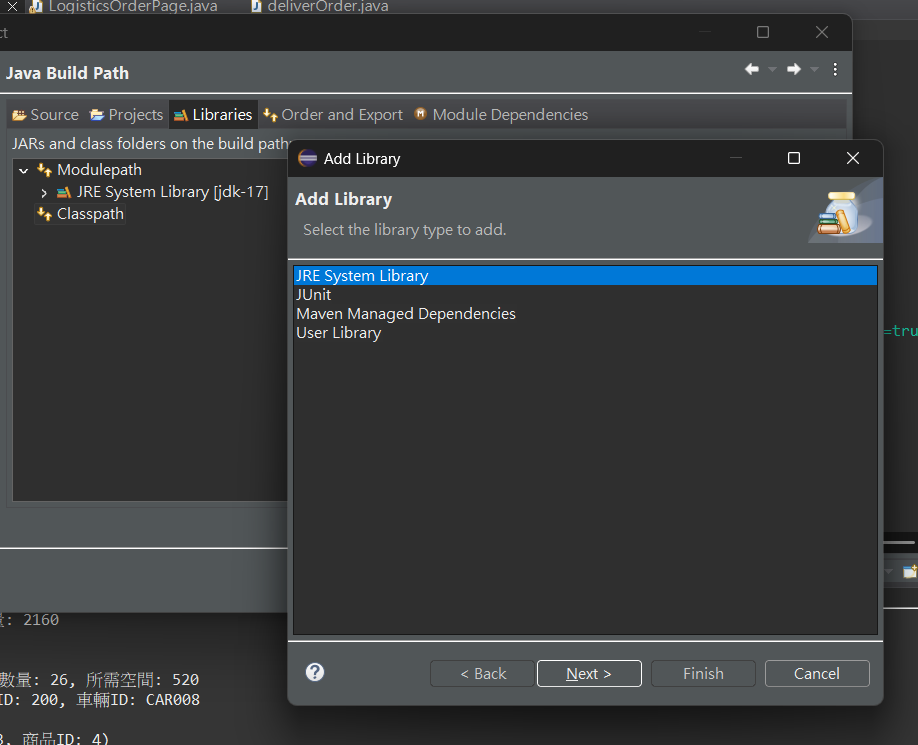 LogisticsOrderPage.java deliverOrder.java
ct
Java Build Path
Source Projects Libraries Order and Export Module Dependencies
JARs and class folders on the build path
Modulepath
JRE System Library [jdk-17]
Classpath
Add Library
Add Library
Select the library type to add.
JRE System Library
JUnit
Maven Managed Dependencies
User Library
=tru
< Back Next > Finish Cancel
: 2160
數量: 26, 所需空間: 520
ID: 200, 車輛ID: CAR008
, 商品ID: 4)